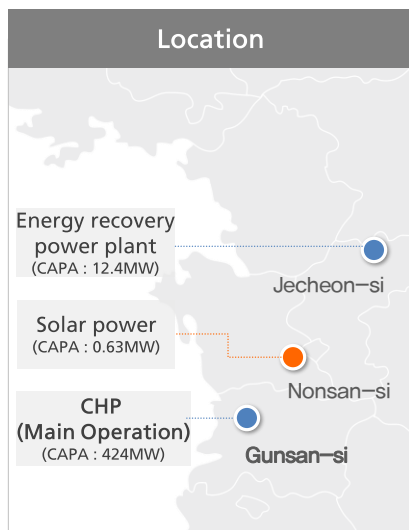 Location
Energy recovery
power plant
(CAPA : 12.4MW)
Jecheon-si
Solar power
(CAPA : 0.63MW)
Nonsan-si
CHP
(Main Operation)
(CAPA : 424MW)
Gunsan-si